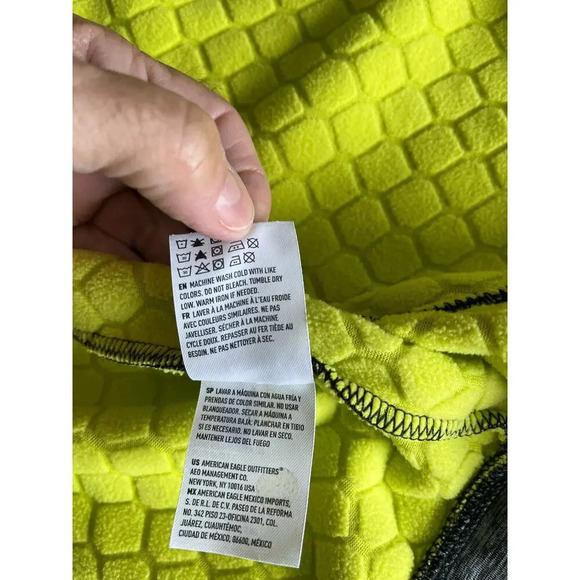 EN MACHINE WASH COLD WITH LIKE
COLORS. DO NOT BLEACH. TUMBLE DRY
LOW. WARM IRON IF NEEDED.
FR LAVER À LA MACHINE À L'EAU FROIDE
AVEC COULEURS SIMILAIRES. NE PAS
JAVELLISER. SÉCHER À LA MACHINE
CYCLE DOUX. REPASSER AU FER TIÈDE AU
BESOIN. NE PAS NETTOYER À SEC.
SP LAVAR A MÁQUINA CON AGUA FRÍA Y
PRENDAS DE COLOR SIMILAR. NO USAR
BLANQUEADOR. SECAR A MÁQUINA A
TEMPERATURA BAJA; PLANCHAR EN TIBIO
SI ES NECESARIO. NO LAVAR EN SECO.
MANTENER LEJOS DEL FUEGO
US AMERICAN EAGLE OUTFITTERS®
AEO MANAGEMENT CO.
NEW YORK, NY 10016 USA
MX AMERICAN EAGLE MEXICO IMPORTS,
S. DE R.L. DE C.V. PASEO DE LA REFORMA
NO. 342 PISO 23-OFICINA 2301, COL.
JUÁREZ, CUAUHTÉMOC,
CIUDAD DE MÉXICO, 06600, MÉXICO